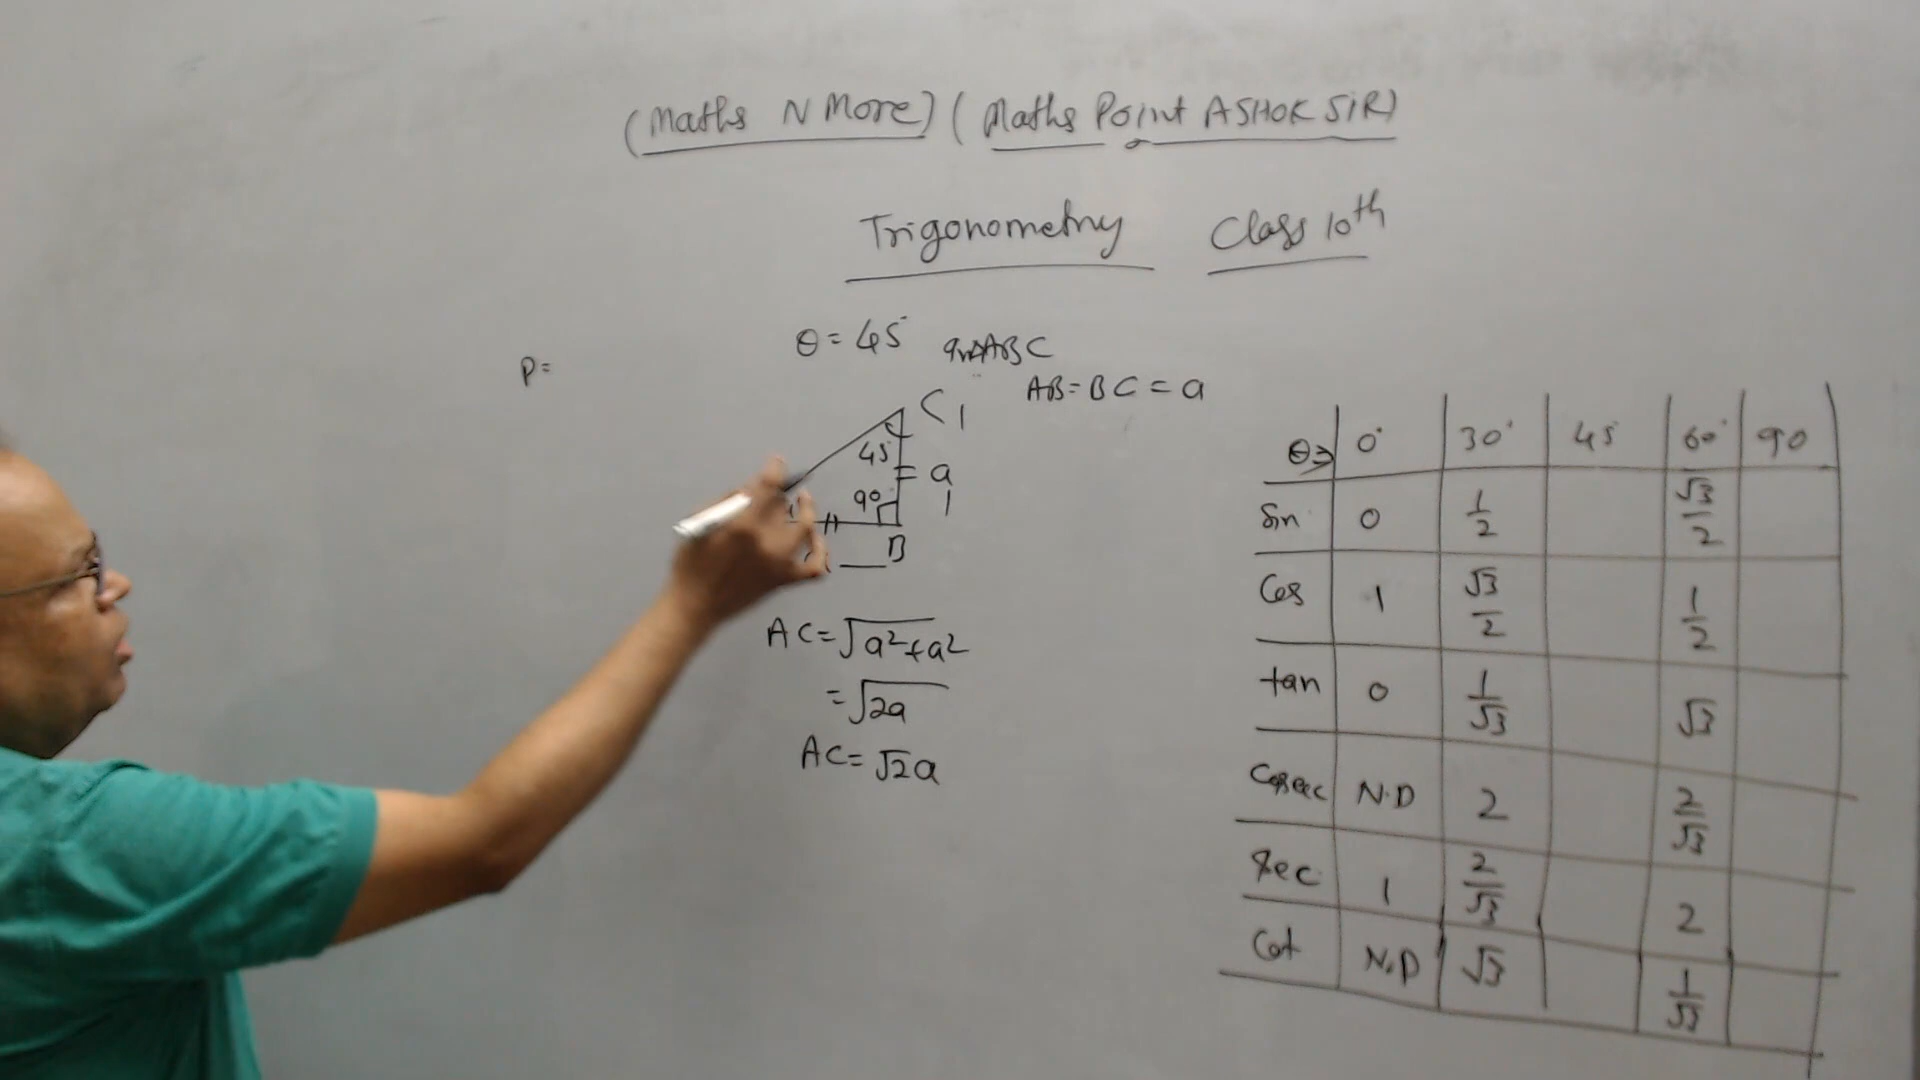 (Maths N More) (Maths Point ASHOK SIR)
Trigonometry Class 10th
θ = 45°
P=
In△ABC
AB = BC = a
C
45
a
90
B
AC = √a²+a²
= √2a
AC = √2a
θ→ 0° 30° 45 60° 90
Sin 0 1/2 √3/2
Cos 1 √3/2 1/2
tan 0 1/√3 √3
Cosec N.D 2 2/√3
Sec 1 2/√3 2
Cot N.D √3 1/√3